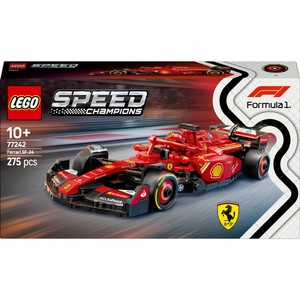 LEGO
SPEED
CHAMPIONS
F1
Formula 1
10+
77242
Ferrari SF-24
275 pcs